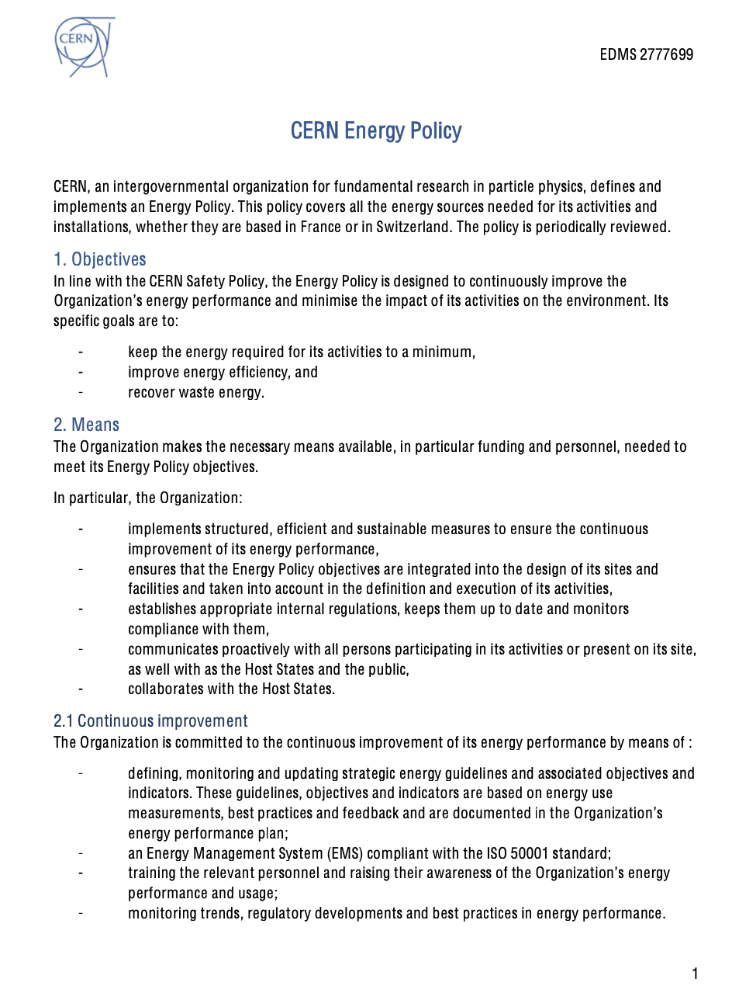 CERN
EDMS 2777699
CERN Energy Policy
CERN, an intergovernmental organization for fundamental research in particle physics, defines and
implements an Energy Policy. This policy covers all the energy sources needed for its activities and
installations, whether they are based in France or in Switzerland. The policy is periodically reviewed.
1. Objectives
In line with the CERN Safety Policy, the Energy Policy is designed to continuously improve the
Organization's energy performance and minimise the impact of its activities on the environment. Its
specific goals are to:
- keep the energy required for its activities to a minimum,
- improve energy efficiency, and
- recover waste energy.
2. Means
The Organization makes the necessary means available, in particular funding and personnel, needed to
meet its Energy Policy objectives.
In particular, the Organization:
- implements structured, efficient and sustainable measures to ensure the continuous
improvement of its energy performance,
- ensures that the Energy Policy objectives are integrated into the design of its sites and
facilities and taken into account in the definition and execution of its activities,
- establishes appropriate internal regulations, keeps them up to date and monitors
compliance with them,
- communicates proactively with all persons participating in its activities or present on its site,
as well with as the Host States and the public,
- collaborates with the Host States.
2.1 Continuous improvement
The Organization is committed to the continuous improvement of its energy performance by means of :
- defining, monitoring and updating strategic energy guidelines and associated objectives and
indicators. These guidelines, objectives and indicators are based on energy use
measurements, best practices and feedback and are documented in the Organization's
energy performance plan;
- an Energy Management System (EMS) compliant with the ISO 50001 standard;
- training the relevant personnel and raising their awareness of the Organization's energy
performance and usage;
- monitoring trends, regulatory developments and best practices in energy performance.
1